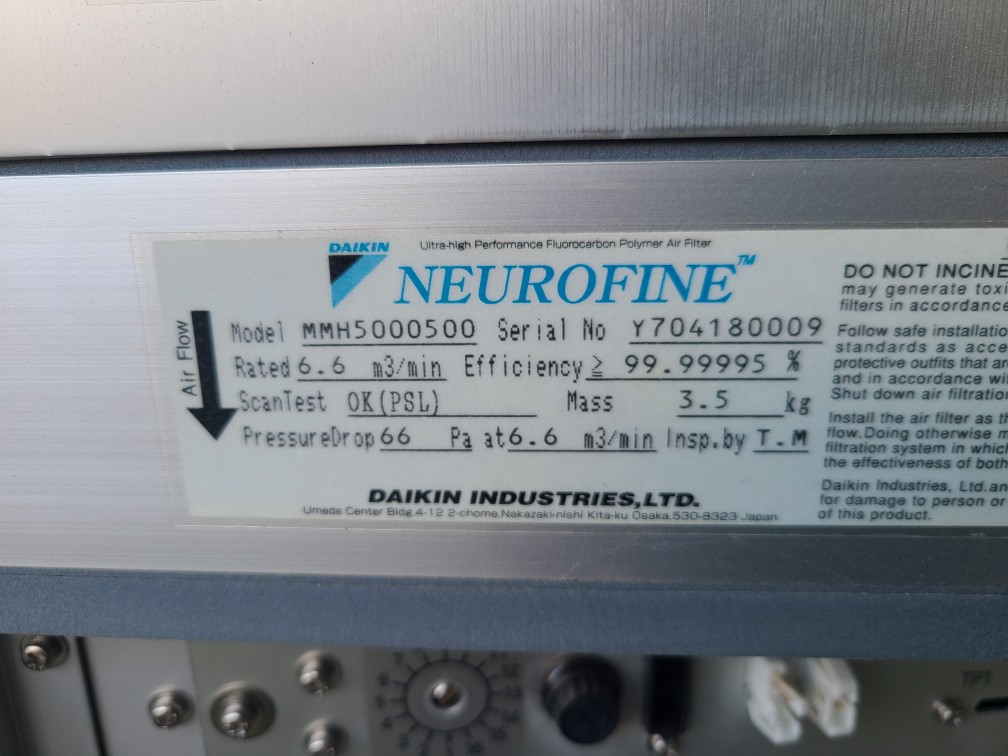 DAIKIN
Ultra-high Performance Fluorocarbon Polymer Air Filter
NEUROFINE™
Air Flow
Model MMH5000500 Serial No Y704180009
Rated 6.6 m3/min Efficiency ≧ 99.99995 %
ScanTest OK(PSL) Mass 3.5 kg
PressureDrop 66 Pa at 6.6 m3/min Insp.by T.M
DAIKIN INDUSTRIES,LTD.
Umeda Center Bldg.4-12 2-chome.Nakazaki-nishi Kita-ku Osaka.530-8323 Japan
DO NOT INCINE
may generate toxi
filters in accordance
Follow safe installatio
standards as acce
protective outfits that ar
and in accordance wi
Shut down air filtration
Install the air filter as th
flow.Doing otherwise m
filtration system in which
the effectiveness of both
Daikin Industries, Ltd.an
for damage to person or
of this product.
TP1